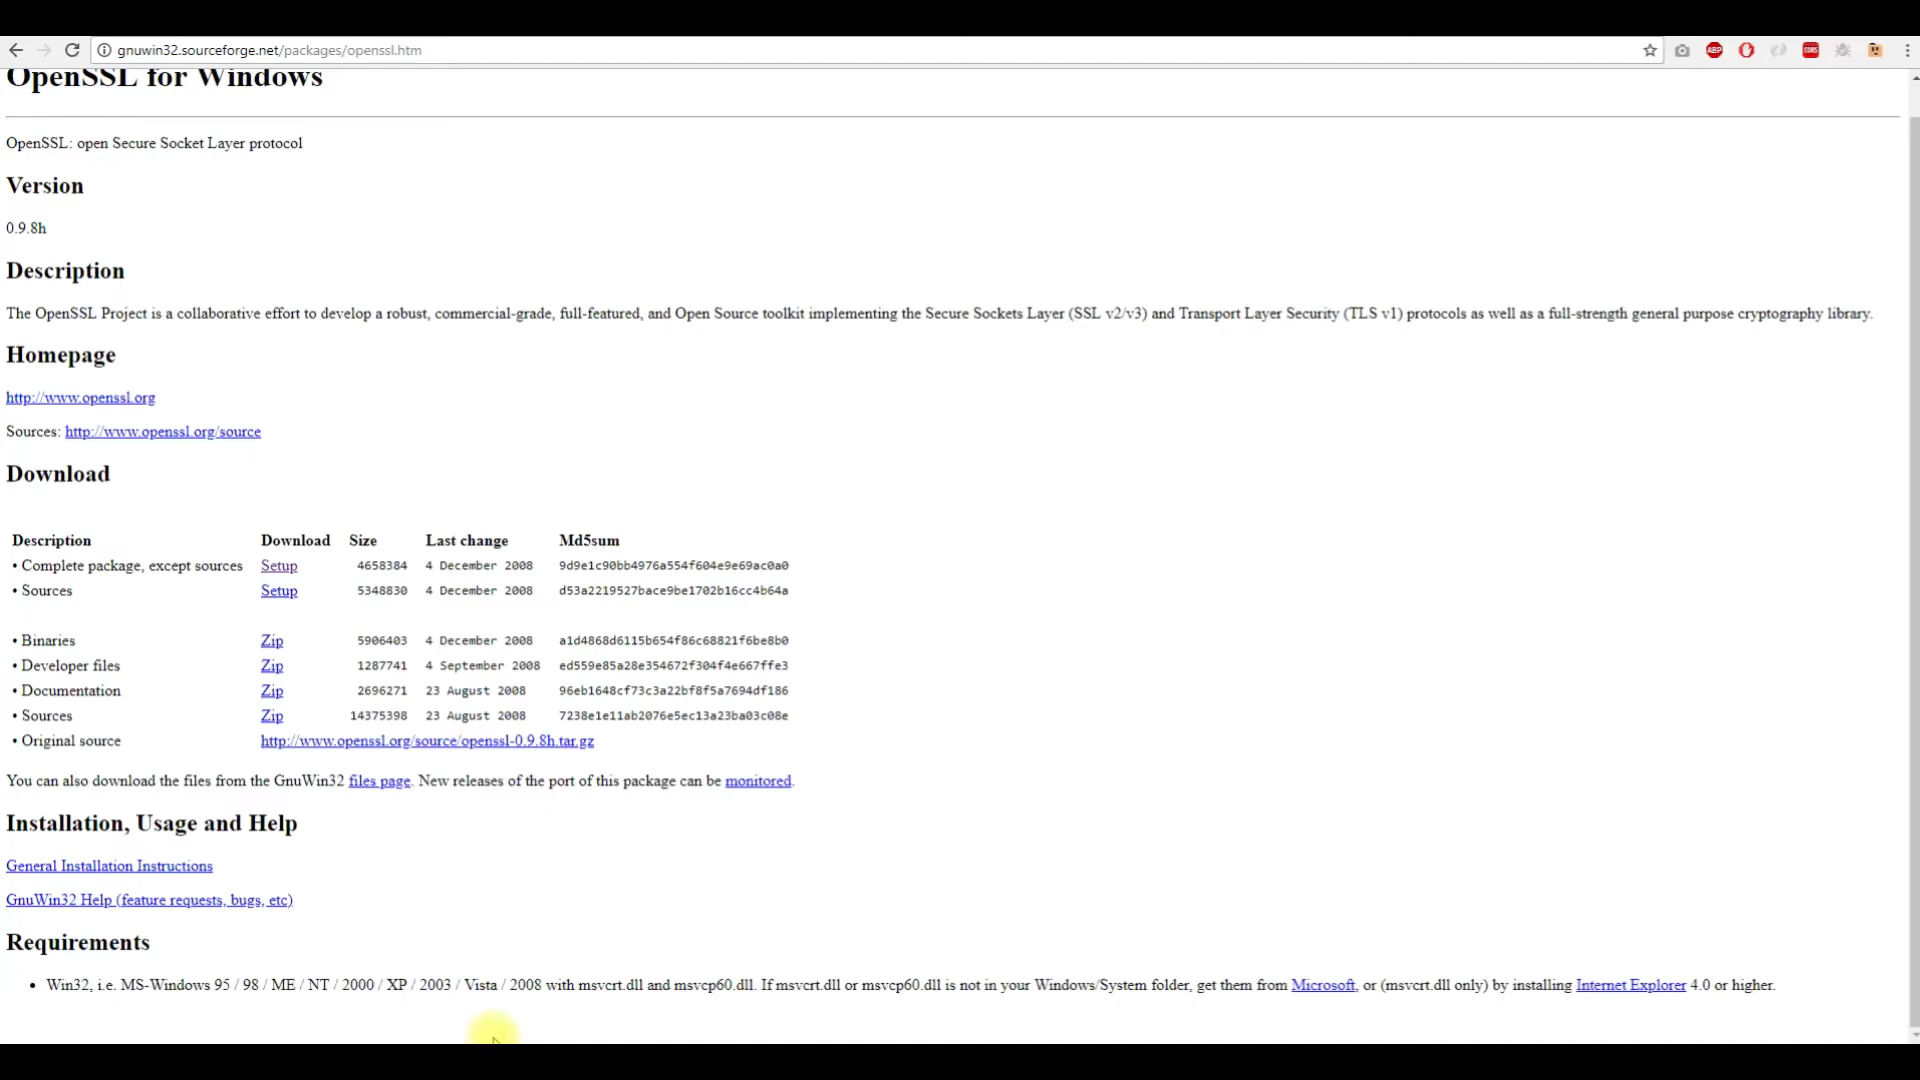 gnuwin32.sourceforge.net/packages/openssl.htm
ABP
CORS
OpenSSL for Windows
OpenSSL: open Secure Socket Layer protocol
Version
0.9.8h
Description
The OpenSSL Project is a collaborative effort to develop a robust, commercial-grade, full-featured, and Open Source toolkit implementing the Secure Sockets Layer (SSL v2/v3) and Transport Layer Security (TLS v1) protocols as well as a full-strength general purpose cryptography library.
Homepage
http://www.openssl.org
Sources: http://www.openssl.org/source
Download
Description Download Size Last change Md5sum
• Complete package, except sources Setup 4658384 4 December 2008 9d9e1c90bb4976a554f604e9e69ac0a0
• Sources Setup 5348830 4 December 2008 d53a2219527bace9be1702b16cc4b64a
• Binaries Zip 5906403 4 December 2008 a1d4868d6115b654f86c68821f6be8b0
• Developer files Zip 1287741 4 September 2008 ed559e85a28e354672f304f4e667ffe3
• Documentation Zip 2696271 23 August 2008 96eb1648cf73c3a22bf8f5a7694df186
• Sources Zip 14375398 23 August 2008 7238e1e11ab2076e5ec13a23ba03c08e
• Original source http://www.openssl.org/source/openssl-0.9.8h.tar.gz
You can also download the files from the GnuWin32 files page. New releases of the port of this package can be monitored.
Installation, Usage and Help
General Installation Instructions
GnuWin32 Help (feature requests, bugs, etc)
Requirements
• Win32, i.e. MS-Windows 95 / 98 / ME / NT / 2000 / XP / 2003 / Vista / 2008 with msvcrt.dll and msvcp60.dll. If msvcrt.dll or msvcp60.dll is not in your Windows/System folder, get them from Microsoft, or (msvcrt.dll only) by installing Internet Explorer 4.0 or higher.